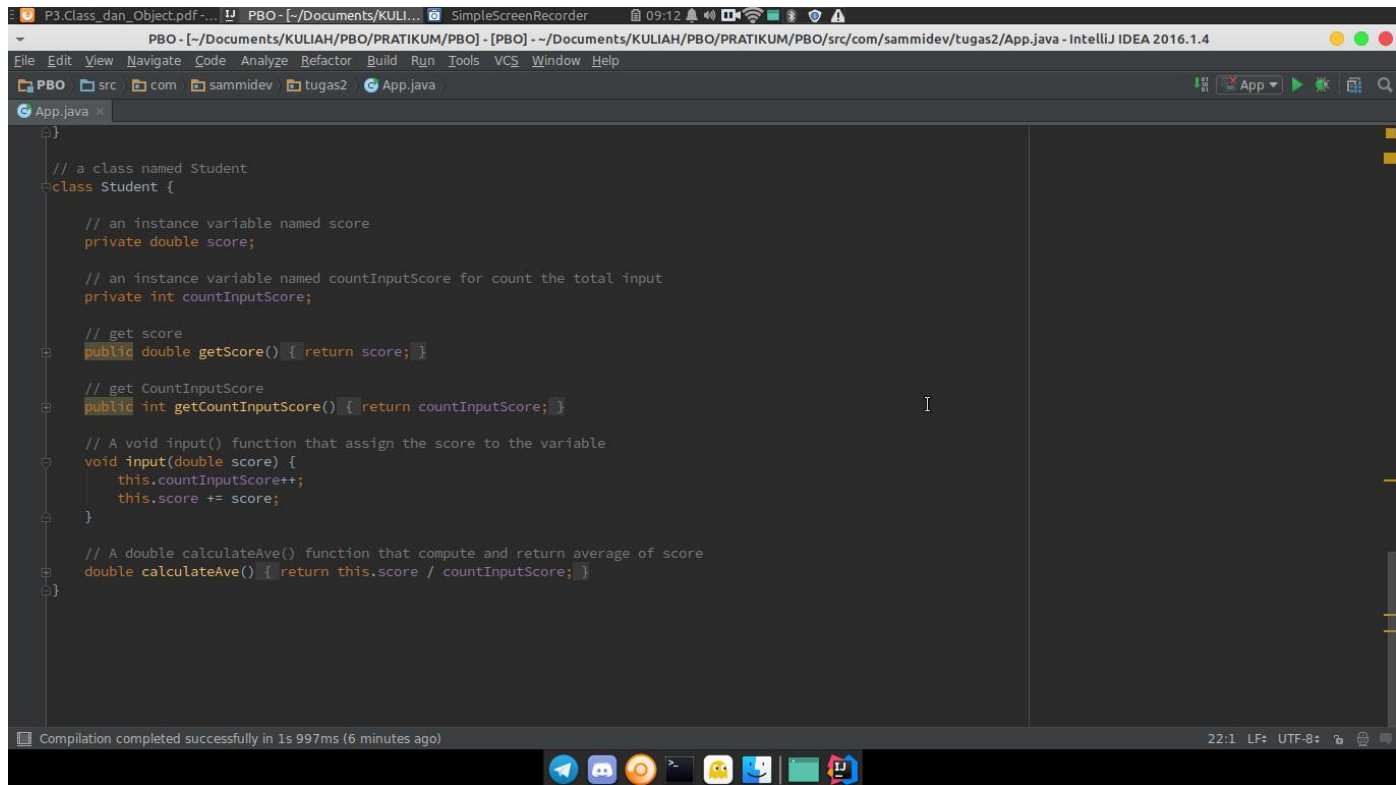 P3.Class_dan_Object.pdf -... PBO - [~/Documents/KULI... SimpleScreenRecorder 09:12
PBO - [~/Documents/KULIAH/PBO/PRATIKUM/PBO] - [PBO] - ~/Documents/KULIAH/PBO/PRATIKUM/PBO/src/com/sammidev/tugas2/App.java - IntelliJ IDEA 2016.1.4
File Edit View Navigate Code Analyze Refactor Build Run Tools VCS Window Help
PBO src com sammidev tugas2 App.java App
App.java
}
// a class named Student
class Student {
// an instance variable named score
private double score;
// an instance variable named countInputScore for count the total input
private int countInputScore;
// get score
public double getScore() { return score; }
// get CountInputScore
public int getCountInputScore() { return countInputScore; }
// A void input() function that assign the score to the variable
void input(double score) {
this.countInputScore++;
this.score += score;
}
// A double calculateAve() function that compute and return average of score
double calculateAve() { return this.score / countInputScore; }
}
Compilation completed successfully in 1s 997ms (6 minutes ago) 22:1 LF UTF-8